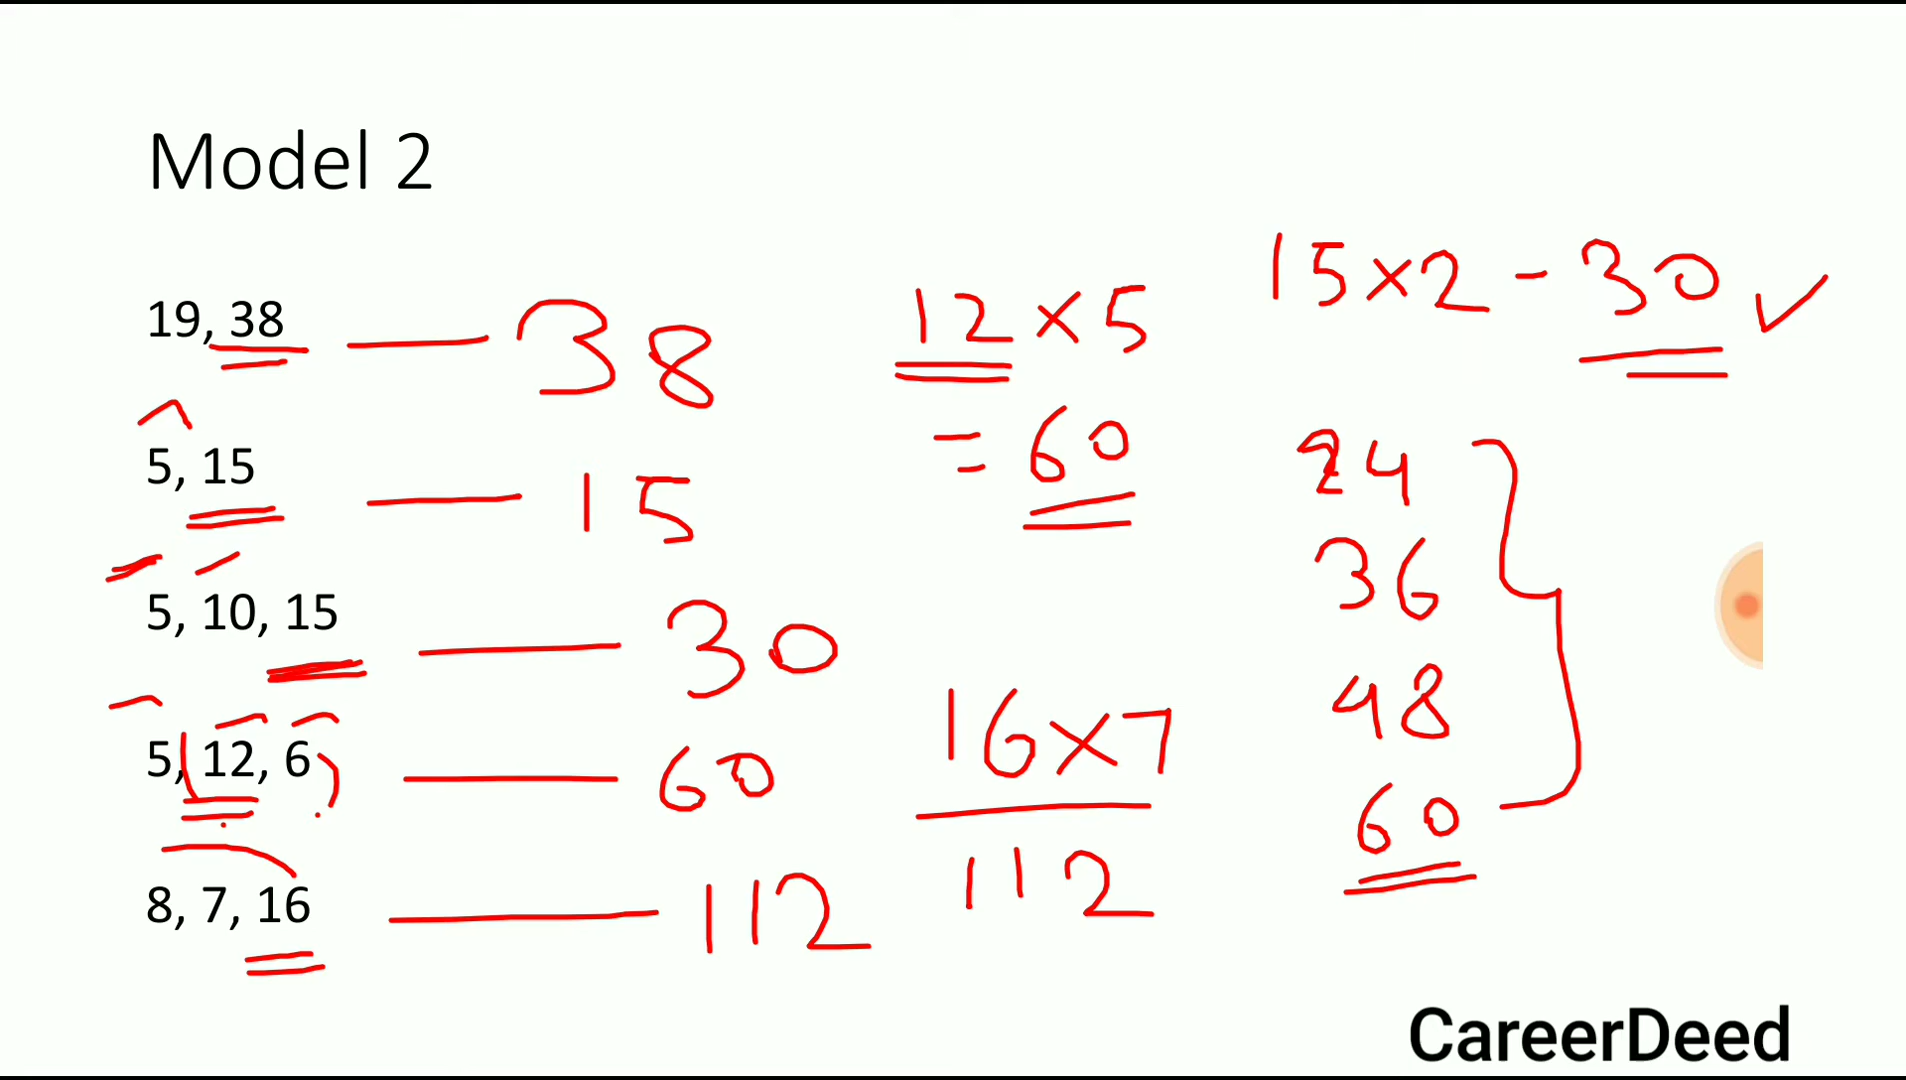 Model 2
19, 38 — 38
5, 15 — 15
5, 10, 15 — 30
5, 12, 6 — 60
8, 7, 16 — 112
12 × 5
= 60
16 × 7
112
15 × 2 - 30 ✓
24
36
48
60
CareerDeed